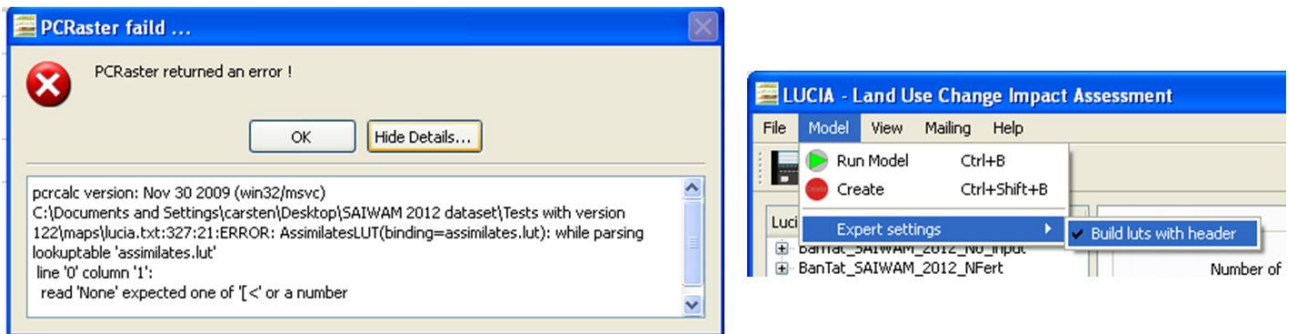 PCRaster faild ...
PCRaster returned an error !
OK
Hide Details...
pcrcalc version: Nov 30 2009 (win32/msvc)
C:\Documents and Settings\carsten\Desktop\SAIWAM 2012 dataset\Tests with version
122\maps\lucia.txt:327:21:ERROR: AssimilatesLUT(binding=assimilates.lut): while parsing
lookuptable 'assimilates.lut'
line '0' column '1':
read 'None' expected one of '[<' or a number
LUCIA - Land Use Change Impact Assessment
File Model View Mailing Help
Run Model Ctrl+B
Create Ctrl+Shift+B
Luci
Expert settings
Build luts with header
BanTat_SAIWAM_2012_No_Input
BanTat_SAIWAM_2012_NFert
Number of